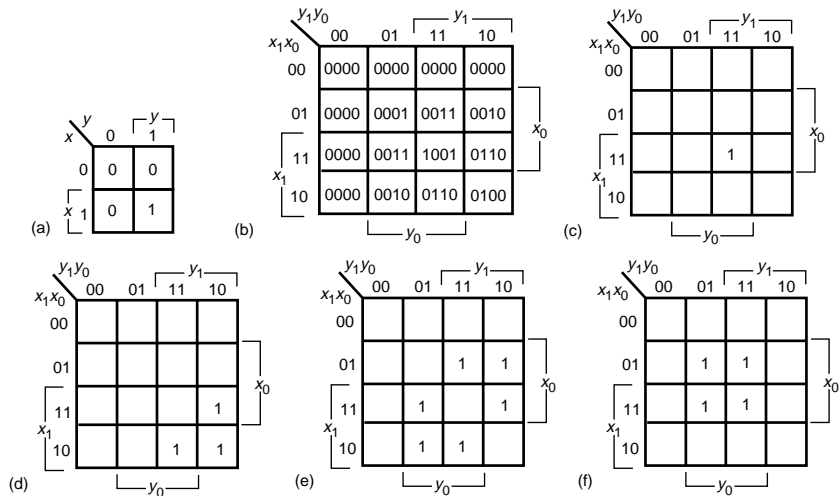 y₁y₀ y₁ y₁y₀ y₁
x₁x₀ 00 01 11 10 x₁x₀ 00 01 11 10
00 0000 0000 0000 0000 00
01 0000 0001 0011 0010 x₀ 01 x₀
y y
x 0 1
11 0000 0011 1001 0110 11 1
0 0 0
x₁ x₁
x 1 0 1
10 0000 0010 0110 0100 10
(a) (b) y₀ (c) y₀
y₁y₀ y₁ y₁y₀ y₁ y₁y₀ y₁
x₁x₀ 00 01 11 10 x₁x₀ 00 01 11 10 x₁x₀ 00 01 11 10
00 00 00
01 x₀ 01 1 1 x₀ 01 1 1 x₀
11 1 11 1 1 11 1 1
x₁ x₁ x₁
10 1 1 10 1 1 10
(d) y₀ (e) y₀ (f) y₀